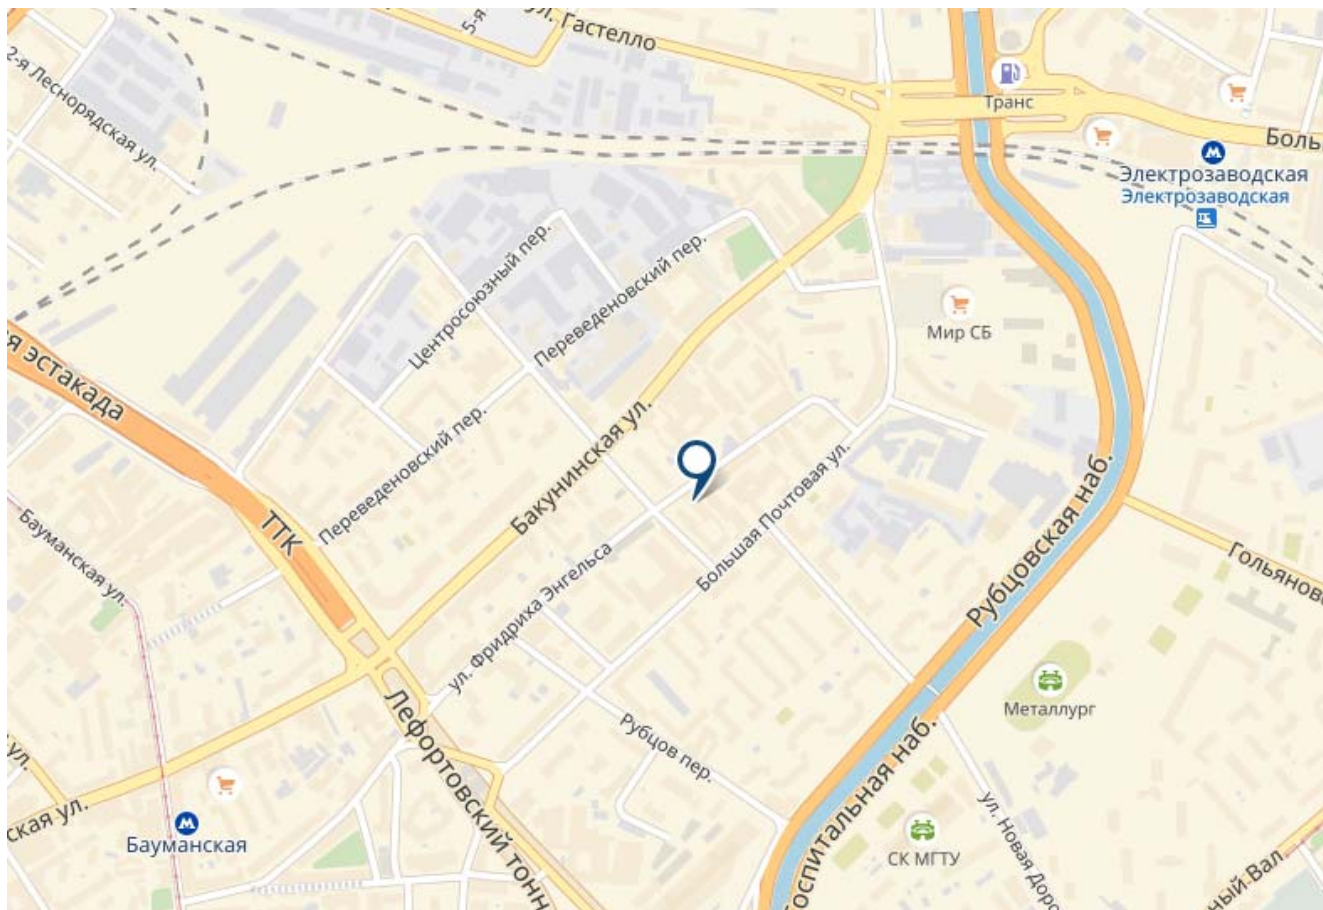 5-я
ул. Гастелло
2-я Леснорядская ул.
Транс
Боль
Электрозаводская
Электрозаводская
Центросоюзный пер.
Переведеновский пер.
Мир СБ
я эстакада
Переведеновский пер.
Бакунинская ул.
ТТК
Бауманская ул.
Большая Почтовая ул.
ул. Фридриха Энгельса
Рубцовская наб.
Гольяновс
Металлург
Рубцов пер.
Лефортовский тонн
Госпитальная наб.
ул.
ская ул.
Бауманская
ул. Новая Доро
СК МГТУ
ный Вал